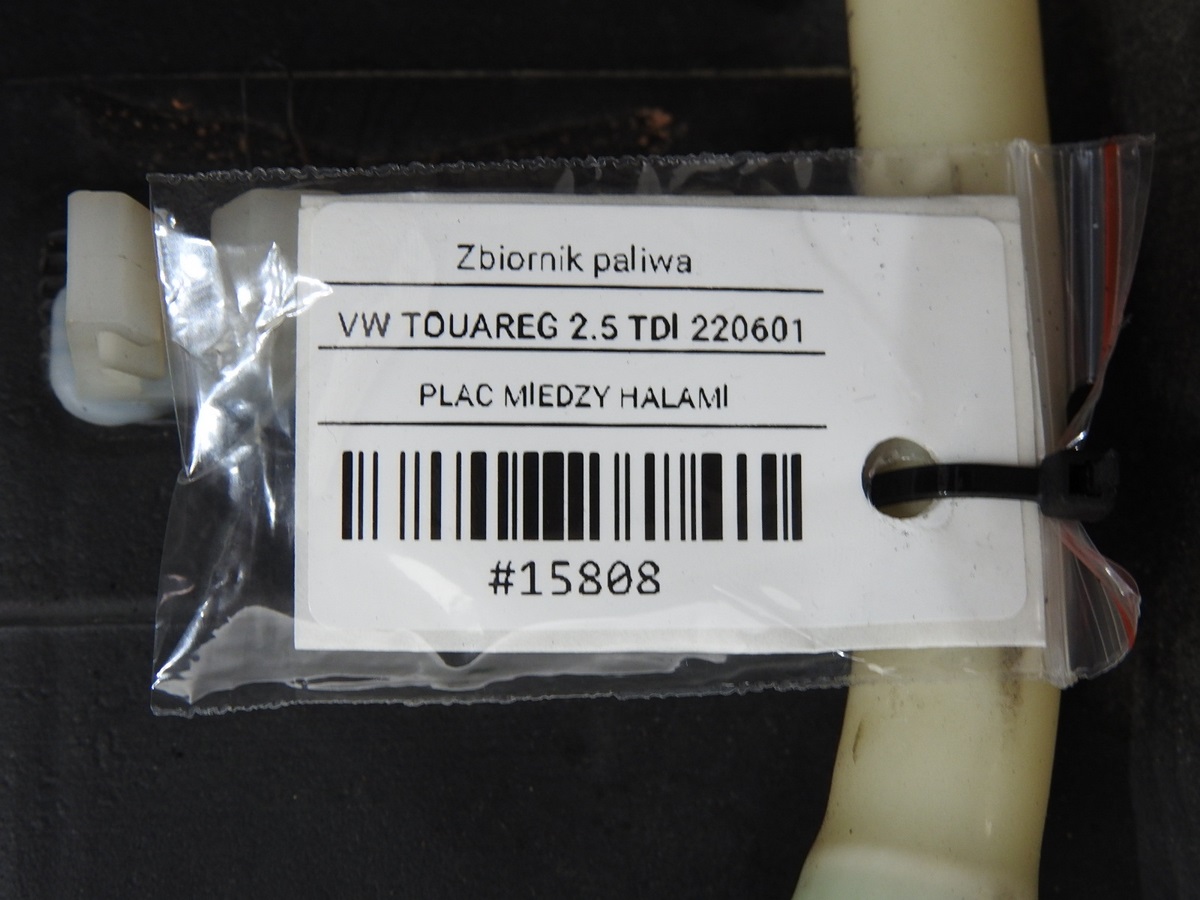 Zbiornik paliwa
VW TOUAREG 2.5 TDI 220601
PLAC MIEDZY HALAMI
#15808